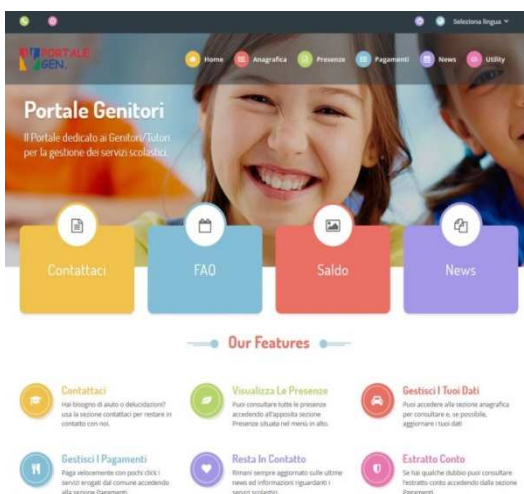 Seleziona lingua
PORTALE
GEN.
Home Anagrafica Presenze Pagamenti News Utility
Portale Genitori
Il Portale dedicato ai Genitori/Tutori
per la gestione dei servizi scolastici.
Contattaci FAQ Saldo News
Our Features
Contattaci
Hai bisogno di aiuto o delucidazioni?
usa la sezione contattaci per restare in
contatto con noi.
Visualizza Le Presenze
Puoi consultare tutte le presenze
accedendo all'apposita sezione
Presenze situata nel menù in alto.
Gestisci I Tuoi Dati
Puoi accedere alla sezione anagrafica
per consultare e, se possibile,
aggiornare i tuoi dati
Gestisci I Pagamenti
Paga velocemente con pochi click i
servizi erogati dal comune accedendo
alla sezione Pagamenti.
Resta In Contatto
Rimani sempre aggiornato sulle ultime
news ed informazioni riguardanti i
servizi scolastici.
Estratto Conto
Se hai qualche dubbio puoi consultare
l'estratto conto accedendo dalla sezione
Pagamenti